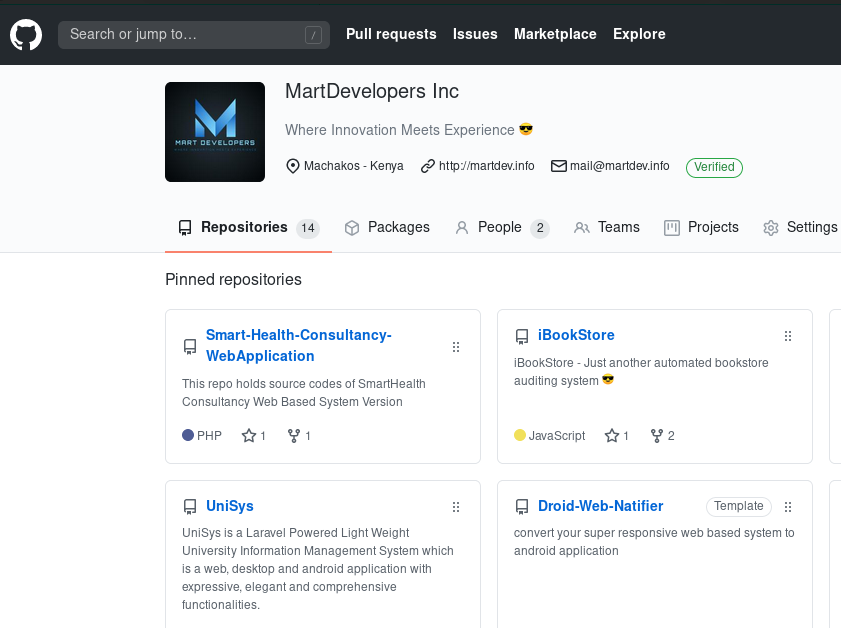 Search or jump to… / Pull requests Issues Marketplace Explore
MartDevelopers Inc
Where Innovation Meets Experience 😎
Machakos - Kenya http://martdev.info mail@martdev.info Verified
MART DEVELOPERS
Repositories 14 Packages People 2 Teams Projects Settings
Pinned repositories
Smart-Health-Consultancy-
WebApplication
This repo holds source codes of SmartHealth
Consultancy Web Based System Version
PHP 1 1
iBookStore
iBookStore - Just another automated bookstore
auditing system 😎
JavaScript 1 2
UniSys
UniSys is a Laravel Powered Light Weight
University Information Management System which
is a web, desktop and android application with
expressive, elegant and comprehensive
functionalities.
Droid-Web-Natifier Template
convert your super responsive web based system to
android application